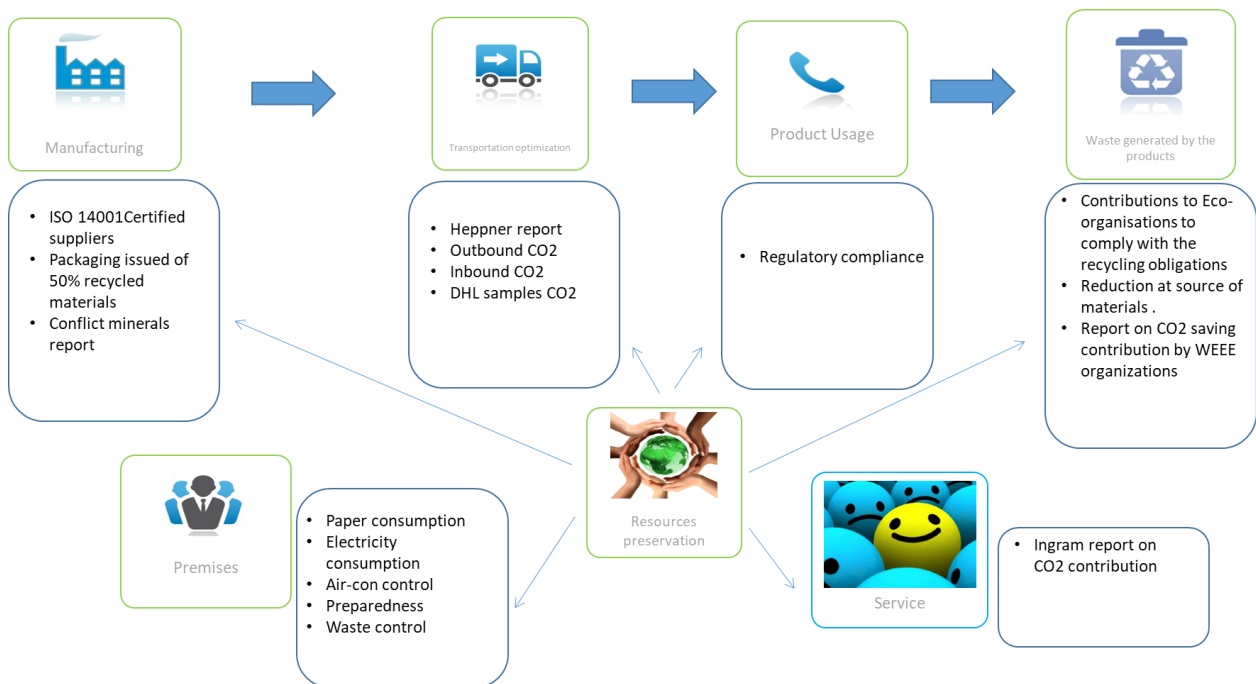 Manufacturing
Transportation optimization
Product Usage
Waste generated by the
products
• ISO 14001Certified
suppliers
• Packaging issued of
50% recycled
materials
• Conflict minerals
report
• Heppner report
• Outbound CO2
• Inbound CO2
• DHL samples CO2
• Regulatory compliance
• Contributions to Eco-
organisations to
comply with the
recycling obligations
• Reduction at source of
materials .
• Report on CO2 saving
contribution by WEEE
organizations
Premises
• Paper consumption
• Electricity
consumption
• Air-con control
• Preparedness
• Waste control
Resources
preservation
Service
• Ingram report on
CO2 contribution